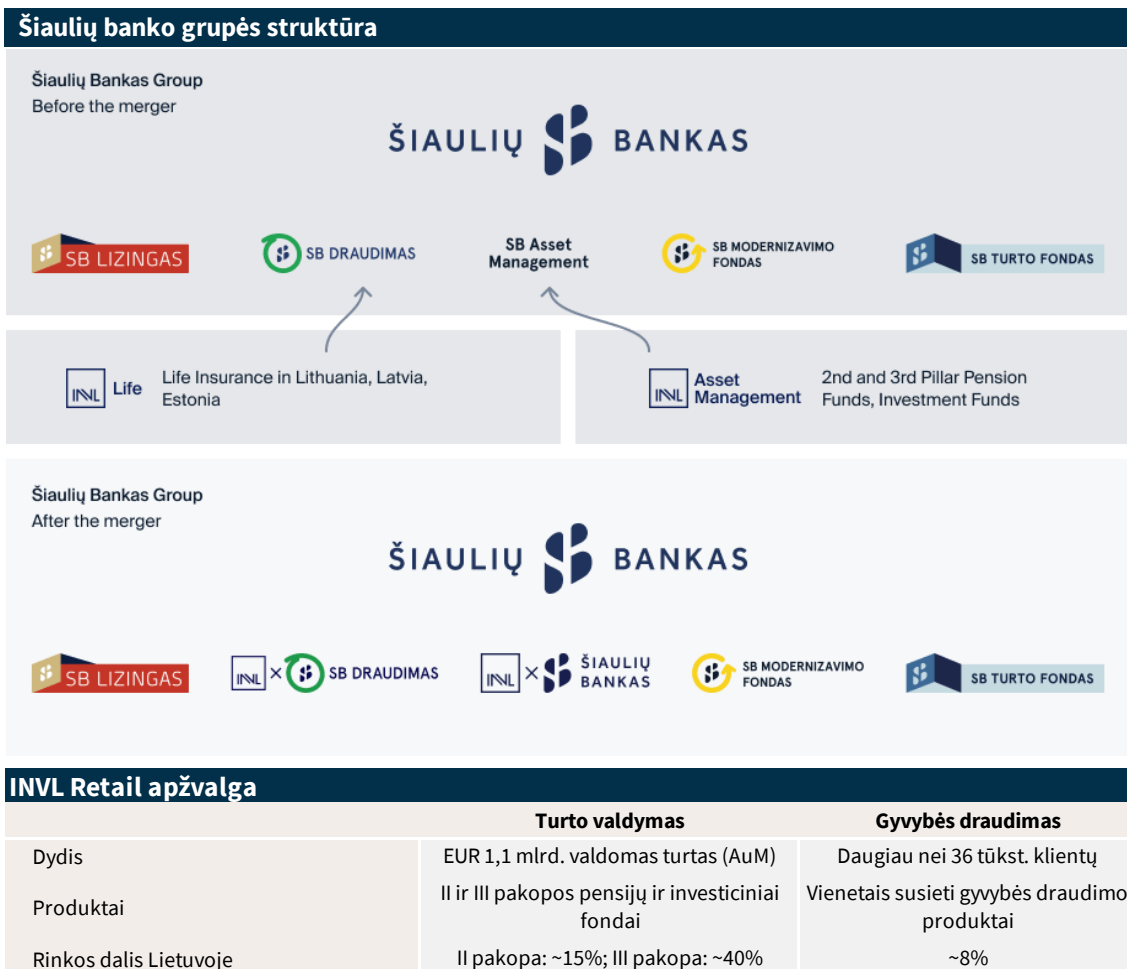 Šiaulių banko grupės struktūra
Šiaulių Bankas Group
Before the merger
ŠIAULIŲ BANKAS
SB LIZINGAS
SB DRAUDIMAS
SB Asset
Management
SB MODERNIZAVIMO
FONDAS
SB TURTO FONDAS
INVL Life
Life Insurance in Lithuania, Latvia,
Estonia
INVL Asset
Management
2nd and 3rd Pillar Pension
Funds, Investment Funds
Šiaulių Bankas Group
After the merger
ŠIAULIŲ BANKAS
SB LIZINGAS
INVL × SB DRAUDIMAS
INVL × ŠIAULIŲ
BANKAS
SB MODERNIZAVIMO
FONDAS
SB TURTO FONDAS
INVL Retail apžvalga
Turto valdymas Gyvybės draudimas
Dydis EUR 1,1 mlrd. valdomas turtas (AuM) Daugiau nei 36 tūkst. klientų
Produktai II ir III pakopos pensijų ir investiciniai
fondai
Vienetais susieti gyvybės draudimo
produktai
Rinkos dalis Lietuvoje II pakopa: ~15%; III pakopa: ~40% ~8%